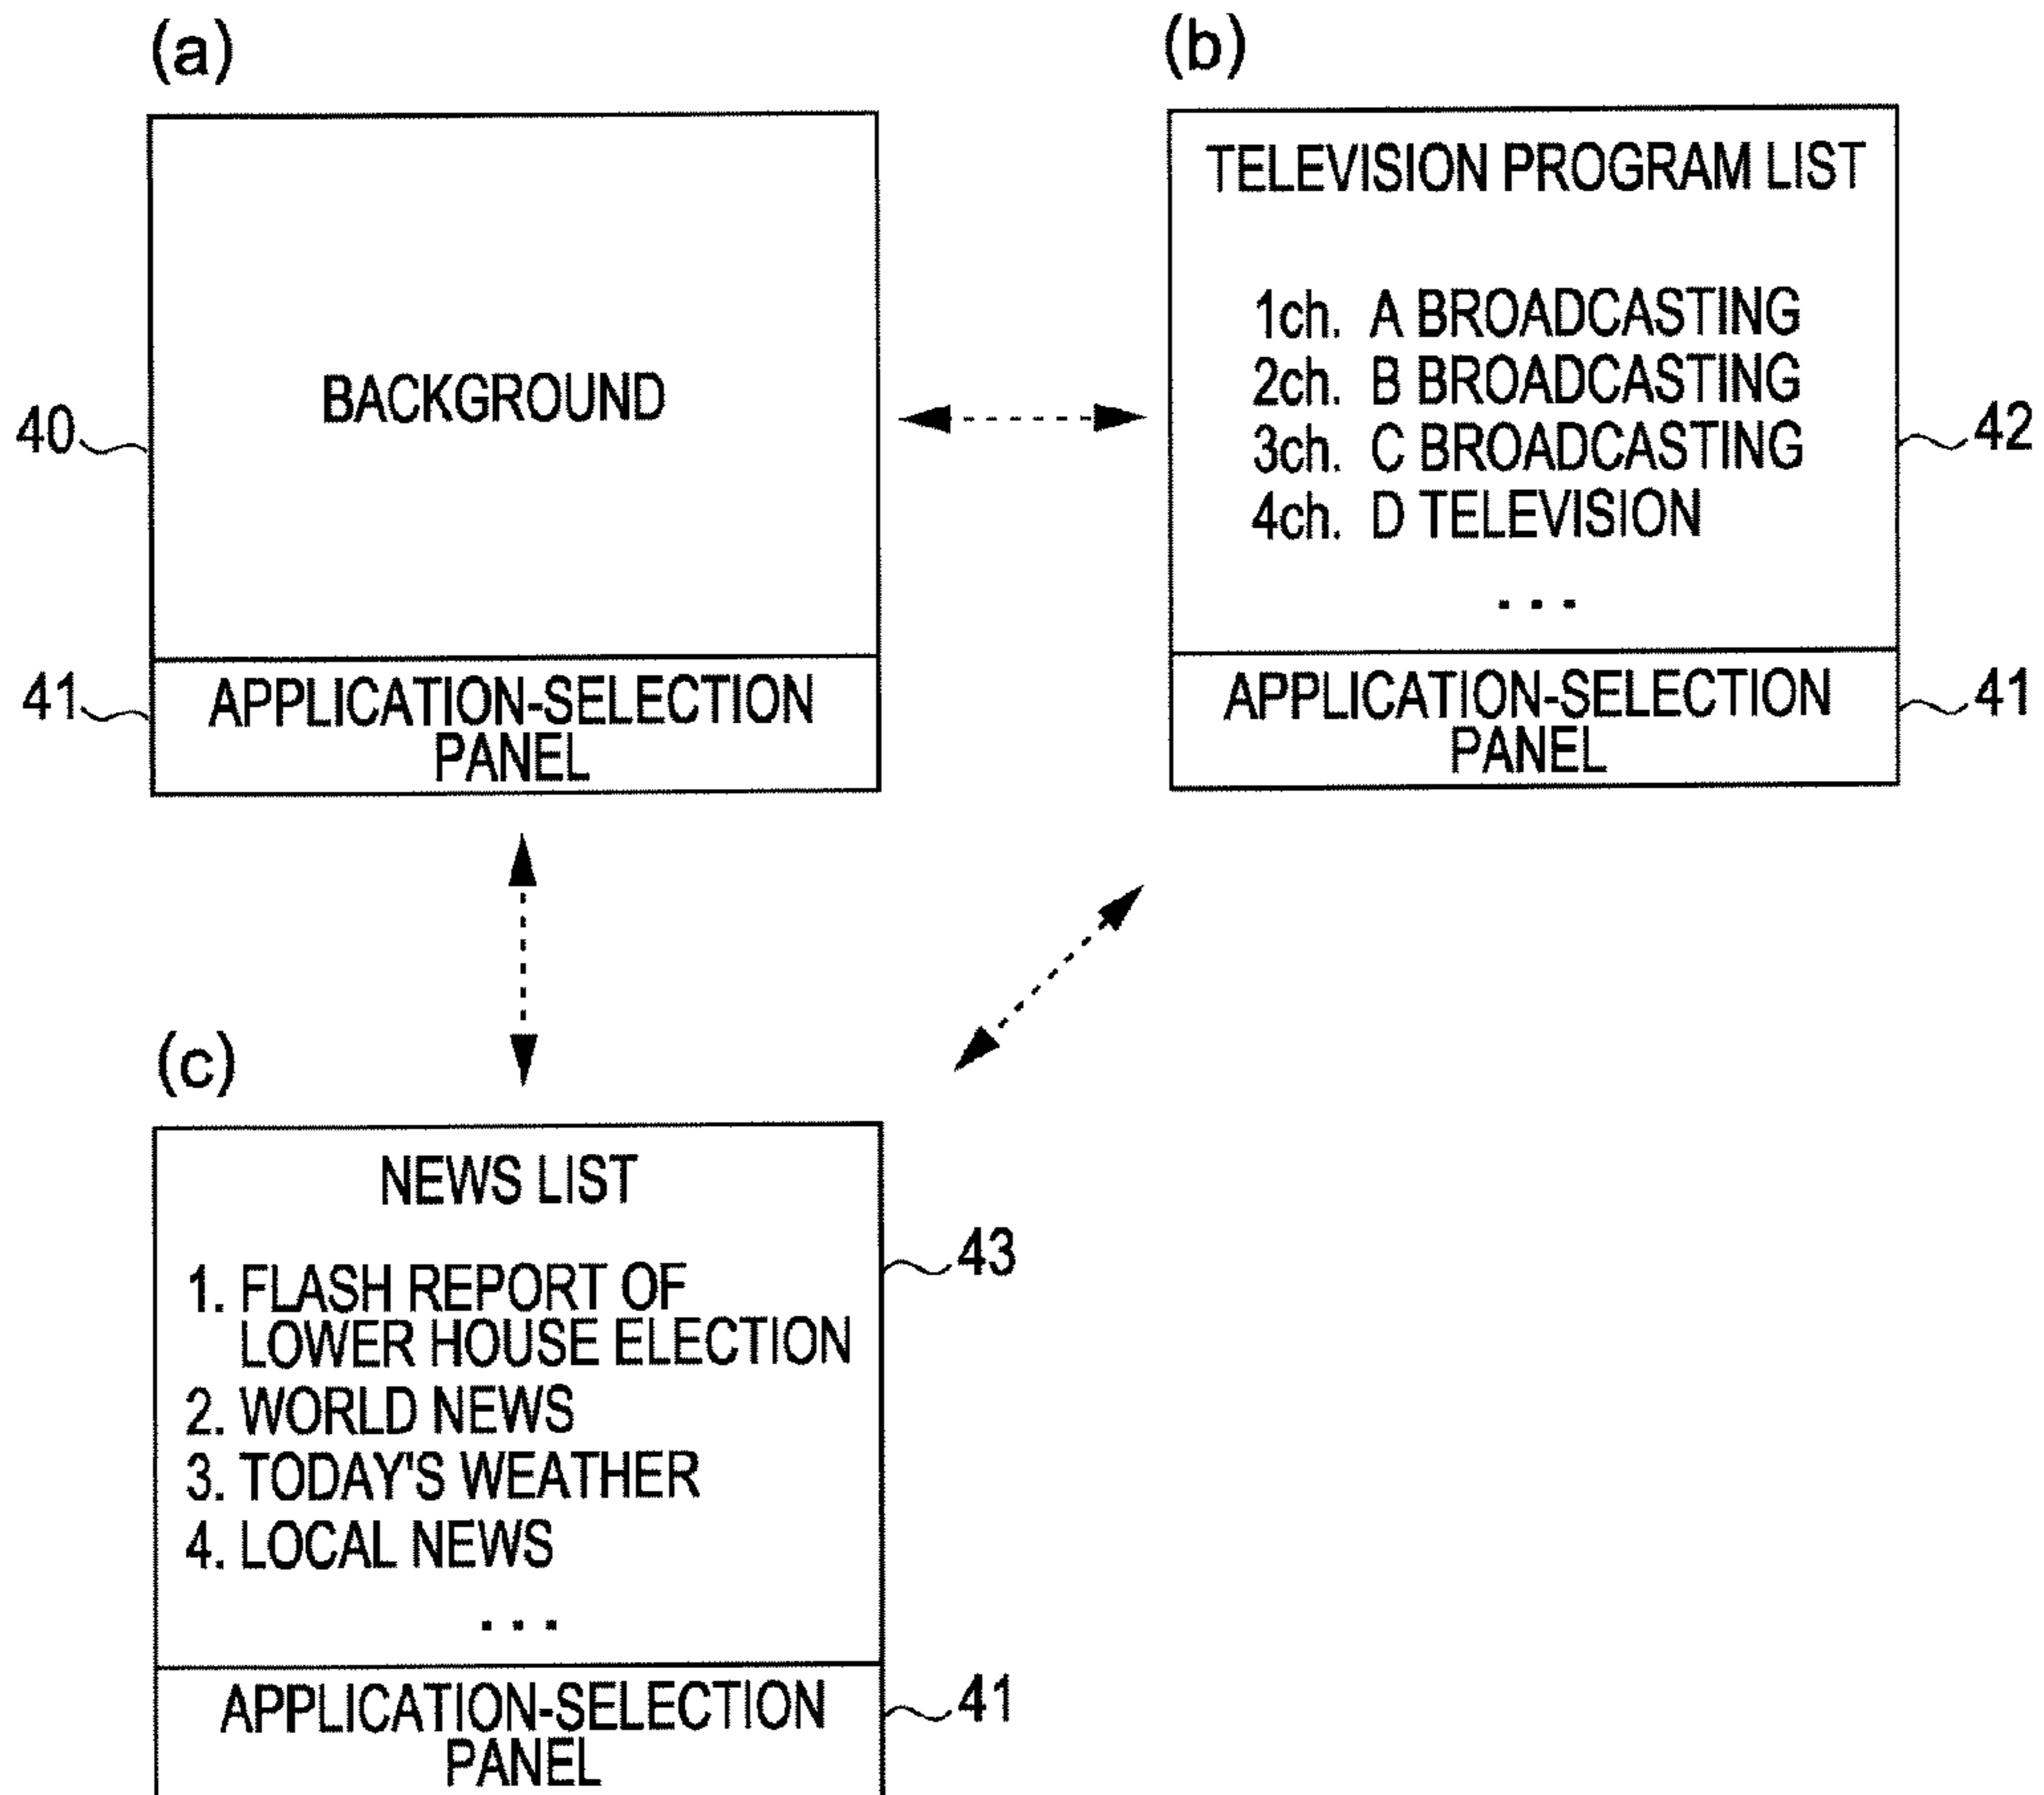 (a)
BACKGROUND
40
41
APPLICATION-SELECTION
PANEL
(b)
TELEVISION PROGRAM LIST
1ch. A BROADCASTING
2ch. B BROADCASTING
3ch. C BROADCASTING
4ch. D TELEVISION
...
42
APPLICATION-SELECTION
PANEL
41
(c)
NEWS LIST
43
1. FLASH REPORT OF
LOWER HOUSE ELECTION
2. WORLD NEWS
3. TODAY'S WEATHER
4. LOCAL NEWS
...
APPLICATION-SELECTION
PANEL
41